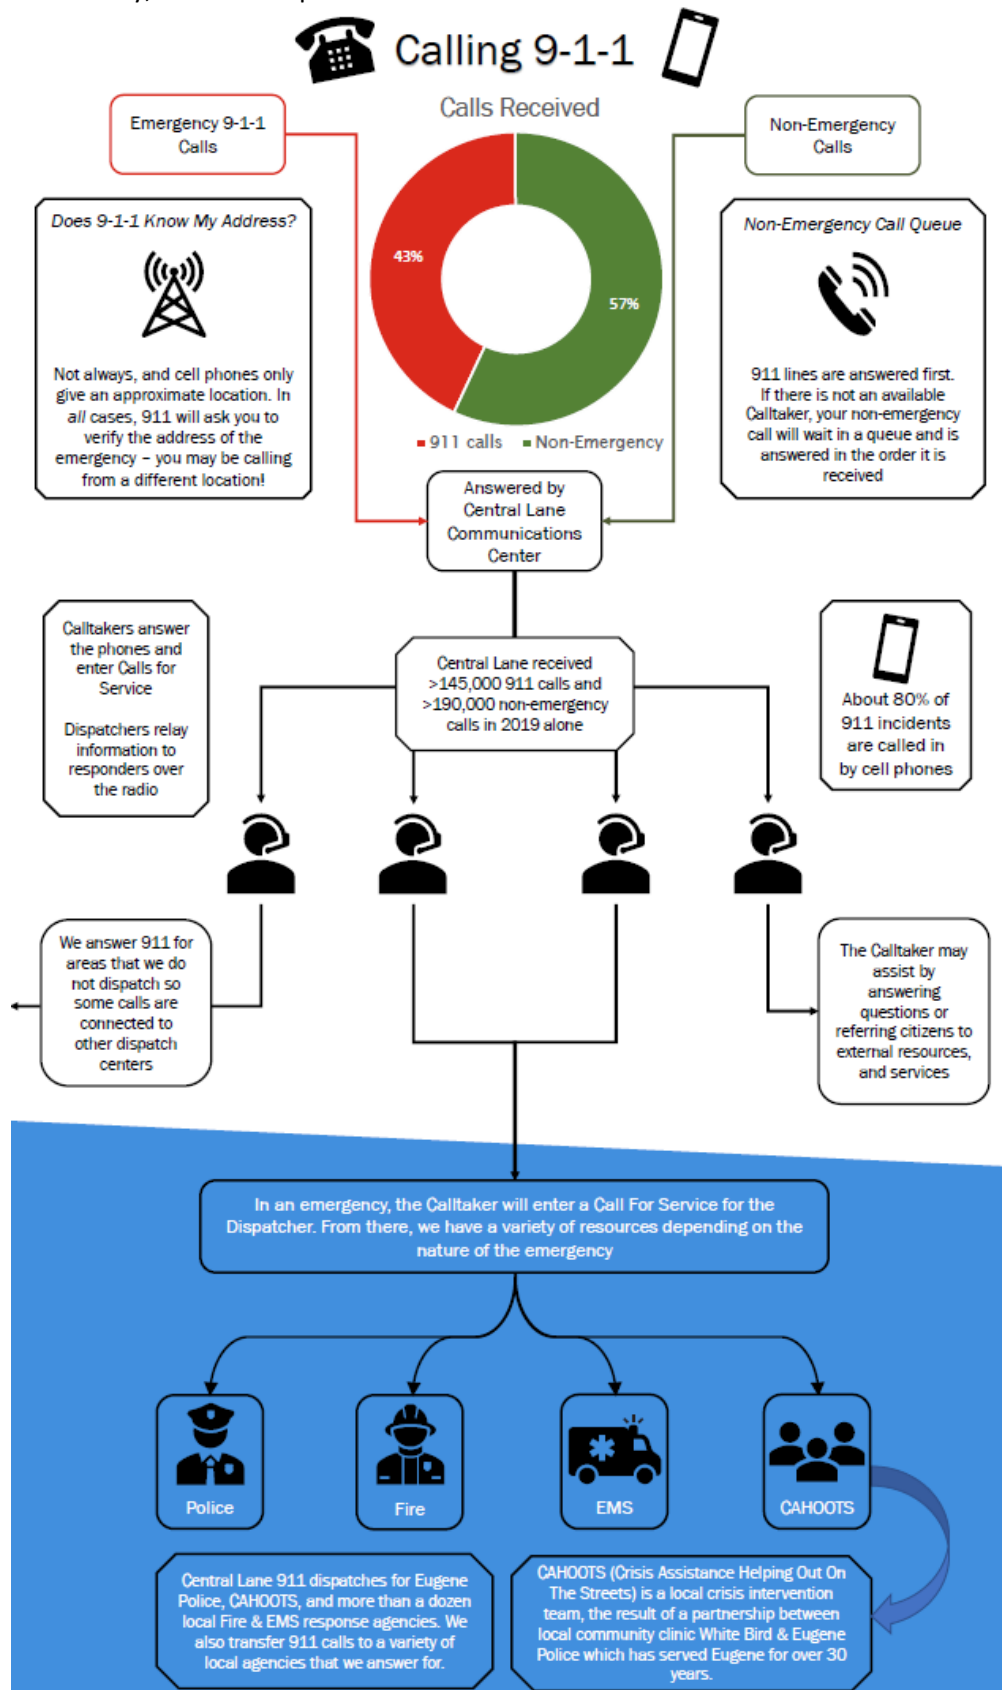 Calling 9-1-1
Calls Received
Emergency 9-1-1
Calls
Non-Emergency
Calls
Does 9-1-1 Know My Address?
Not always, and cell phones only
give an approximate location. In
all cases, 911 will ask you to
verify the address of the
emergency – you may be calling
from a different location!
43%
57%
911 calls
Non-Emergency
Non-Emergency Call Queue
911 lines are answered first.
If there is not an available
Calltaker, your non-emergency
call will wait in a queue and is
answered in the order it is
received
Answered by
Central Lane
Communications
Center
Calltakers answer
the phones and
enter Calls for
Service
Dispatchers relay
information to
responders over
the radio
Central Lane received
>145,000 911 calls and
>190,000 non-emergency
calls in 2019 alone
About 80% of
911 incidents
are called in
by cell phones
We answer 911 for
areas that we do
not dispatch so
some calls are
connected to
other dispatch
centers
The Calltaker may
assist by
answering
questions or
referring citizens to
external resources,
and services
In an emergency, the Calltaker will enter a Call For Service for the
Dispatcher. From there, we have a variety of resources depending on the
nature of the emergency
Police
Fire
EMS
CAHOOTS
Central Lane 911 dispatches for Eugene
Police, CAHOOTS, and more than a dozen
local Fire & EMS response agencies. We
also transfer 911 calls to a variety of
local agencies that we answer for.
CAHOOTS (Crisis Assistance Helping Out On
The Streets) is a local crisis intervention
team, the result of a partnership between
local community clinic White Bird & Eugene
Police which has served Eugene for over 30
years.